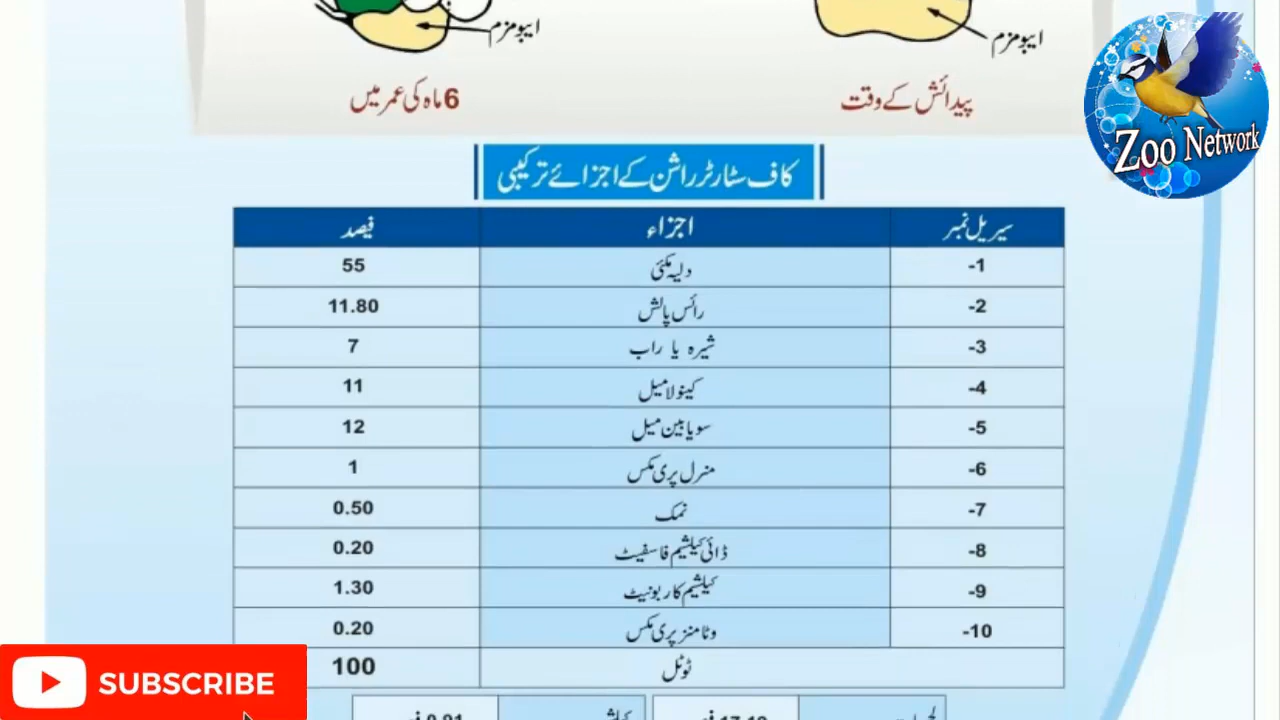 ایبومزم
ایبومزم
پیدائش کے وقت
6 ماہ کی عمر میں
Zoo Network
کاف سٹارٹر راشن کے اجزائے ترکیبی
سیریل نمبر اجزاء فیصد
-1 دلیہ مکئی 55
-2 رائس پالش 11.80
-3 شیرہ یا راب 7
-4 کینولا میل 11
-5 سویابین میل 12
-6 منرل پری مکس 1
-7 نمک 0.50
-8 ڈائی کیلشیم فاسفیٹ 0.20
-9 کیلشیم کاربونیٹ 1.30
-10 وٹامنز پری مکس 0.20
ٹوٹل 100
SUBSCRIBE